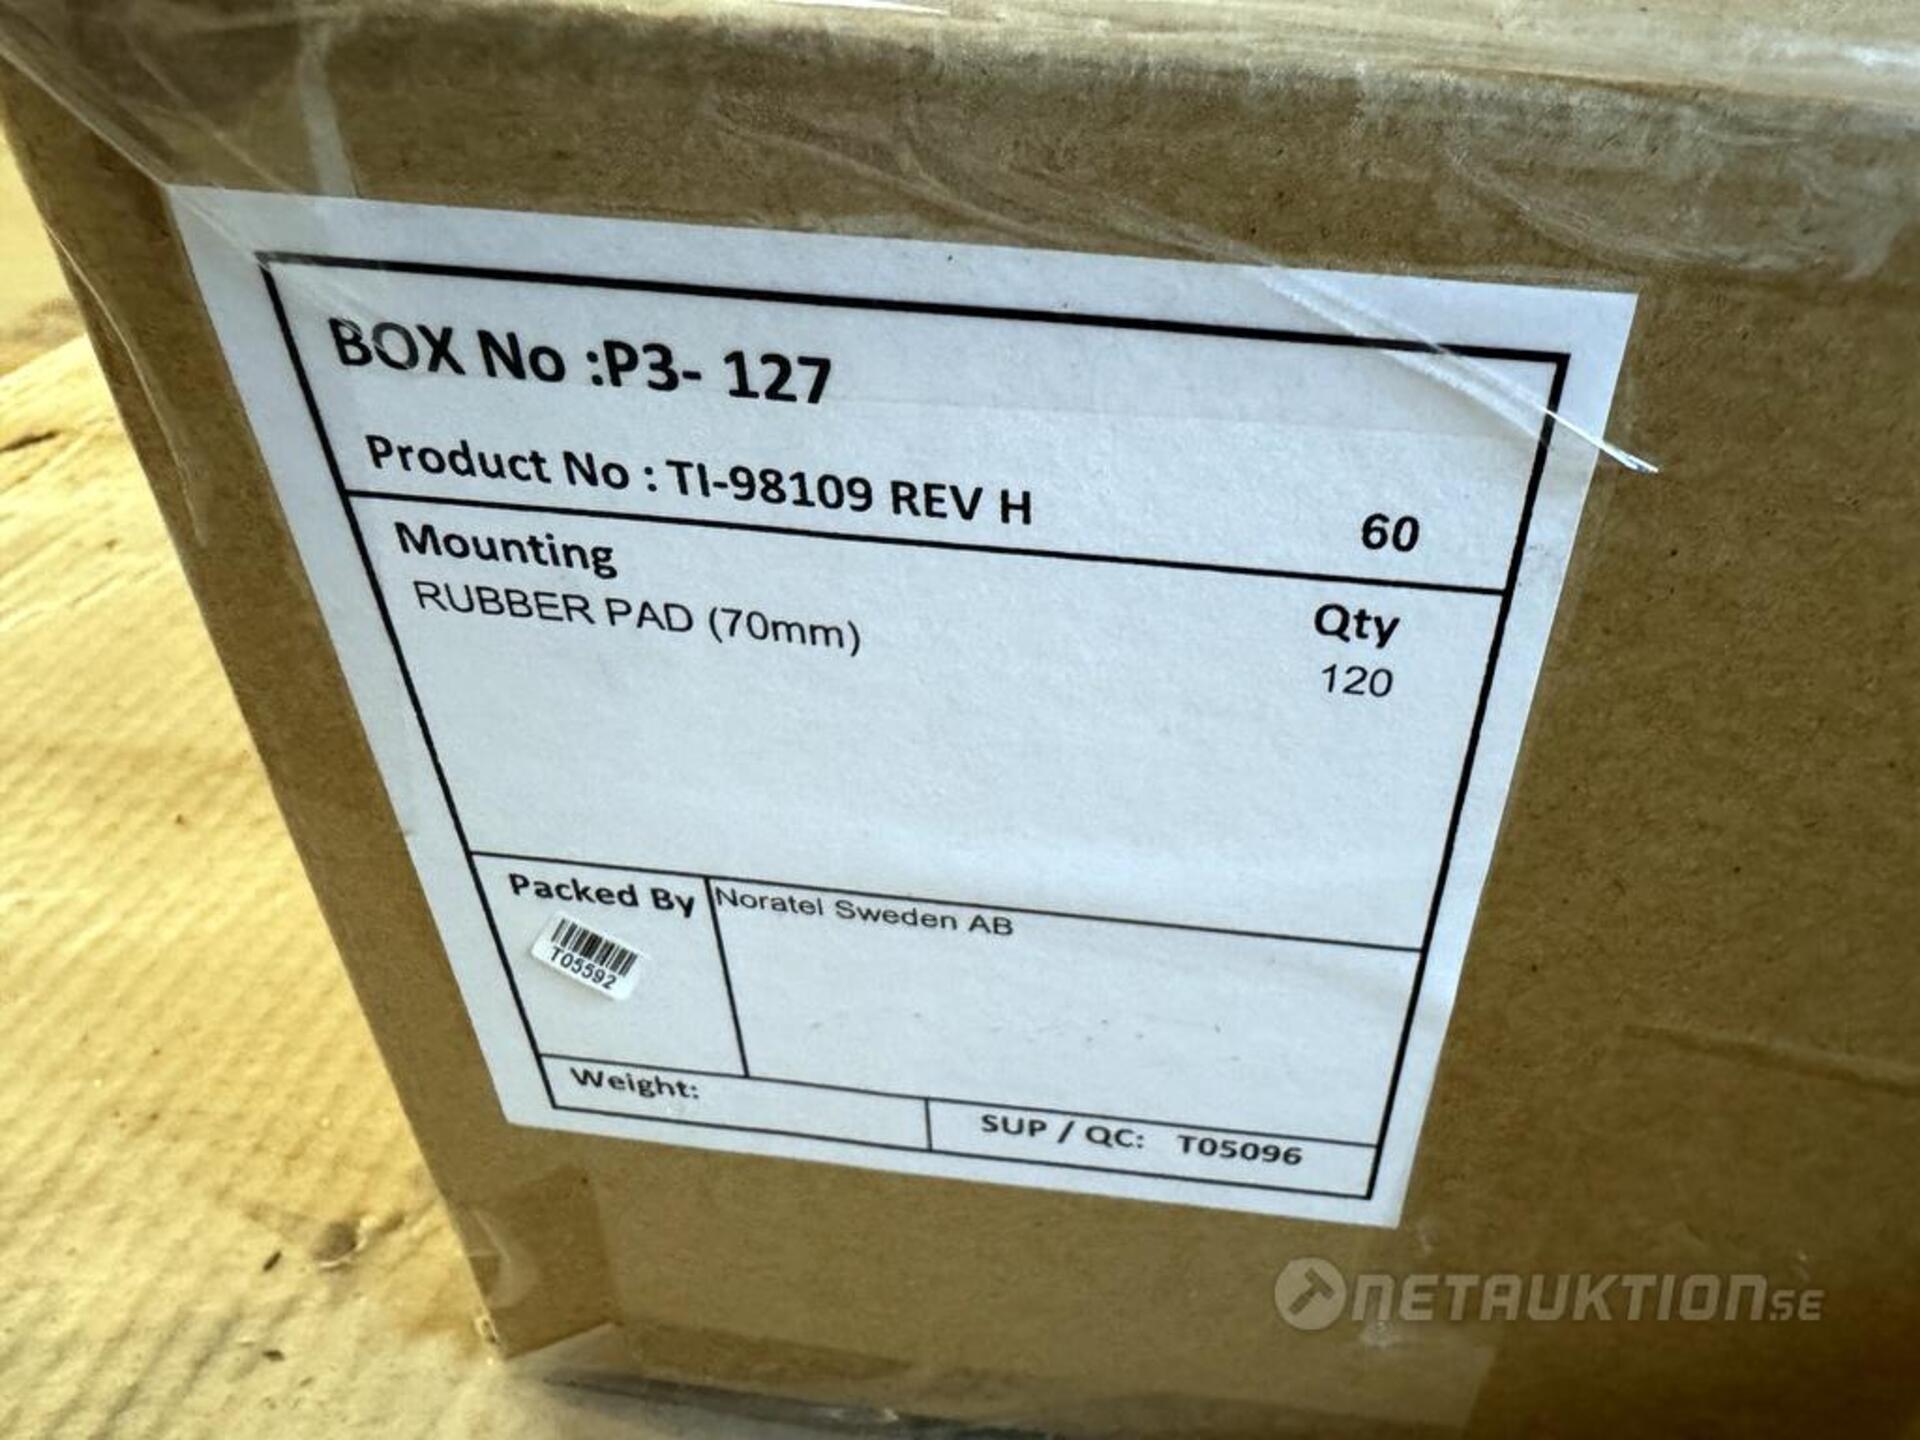 BOX No :P3- 127
Product No : TI-98109 REV H 60
Mounting Qty
RUBBER PAD (70mm) 120
Packed By Noratel Sweden AB
T05592
Weight: SUP / QC: T05096
NETAUKTION.SE